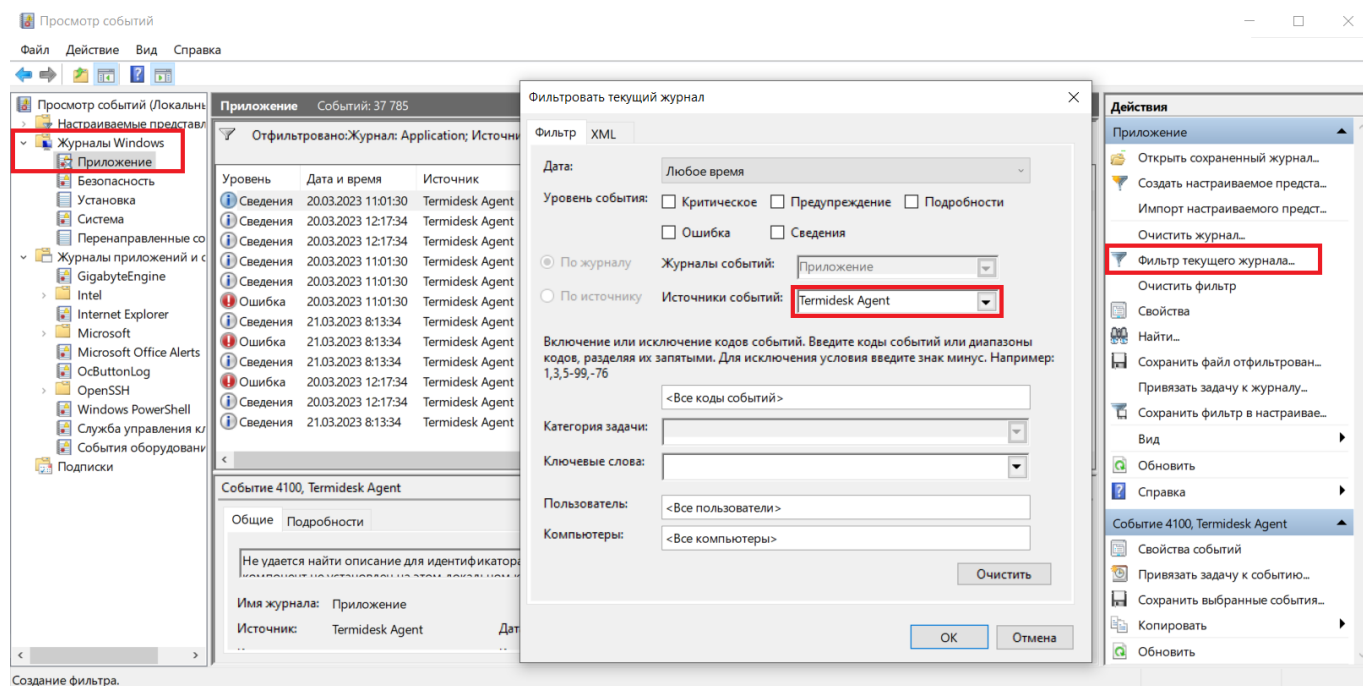 Просмотр событий
Файл Действие Вид Справка
Просмотр событий (Локальны
Настраиваемые представл
Журналы Windows
Приложение
Безопасность
Установка
Система
Перенаправленные со
Журналы приложений и с
GigabyteEngine
Intel
Internet Explorer
Microsoft
Microsoft Office Alerts
OcButtonLog
OpenSSH
Windows PowerShell
Служба управления кл
События оборудовани
Подписки
Приложение Событий: 37 785
Отфильтровано:Журнал: Application; Источни
Уровень Дата и время Источник
Сведения 20.03.2023 11:01:30 Termidesk Agent
Сведения 20.03.2023 12:17:34 Termidesk Agent
Сведения 20.03.2023 12:17:34 Termidesk Agent
Сведения 20.03.2023 11:01:30 Termidesk Agent
Сведения 20.03.2023 11:01:30 Termidesk Agent
Ошибка 20.03.2023 11:01:30 Termidesk Agent
Сведения 21.03.2023 8:13:34 Termidesk Agent
Ошибка 21.03.2023 8:13:34 Termidesk Agent
Сведения 21.03.2023 8:13:34 Termidesk Agent
Ошибка 20.03.2023 12:17:34 Termidesk Agent
Сведения 20.03.2023 12:17:34 Termidesk Agent
Сведения 21.03.2023 8:13:34 Termidesk Agent
Событие 4100, Termidesk Agent
Общие Подробности
Не удается найти описание для идентификатора
Имя журнала: Приложение
Источник: Termidesk Agent Дат
Фильтровать текущий журнал
Фильтр XML
Дата: Любое время
Уровень события: Критическое Предупреждение Подробности
Ошибка Сведения
По журналу Журналы событий: Приложение
По источнику Источники событий: Termidesk Agent
Включение или исключение кодов событий. Введите коды событий или диапазоны
кодов, разделяя их запятыми. Для исключения условия введите знак минус. Например:
1,3,5-99,-76
<Все коды событий>
Категория задачи:
Ключевые слова:
Пользователь: <Все пользователи>
Компьютеры: <Все компьютеры>
Очистить
ОК Отмена
Действия
Приложение
Открыть сохраненный журнал...
Создать настраиваемое предста...
Импорт настраиваемого предст...
Очистить журнал...
Фильтр текущего журнала...
Очистить фильтр
Свойства
Найти...
Сохранить файл отфильтрован...
Привязать задачу к журналу...
Сохранить фильтр в настраивае...
Вид
Обновить
Справка
Событие 4100, Termidesk Agent
Свойства событий
Привязать задачу к событию...
Сохранить выбранные события...
Копировать
Обновить
Создание фильтра.